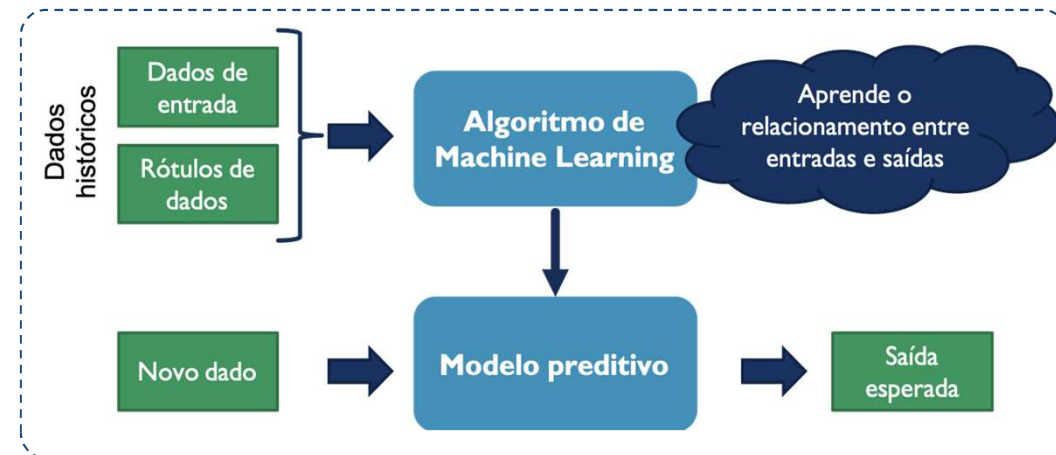 Dados
históricos
Dados de
entrada
Rótulos de
dados
Algoritmo de
Machine Learning
Aprende o
relacionamento entre
entradas e saídas
Novo dado
Modelo preditivo
Saída
esperada